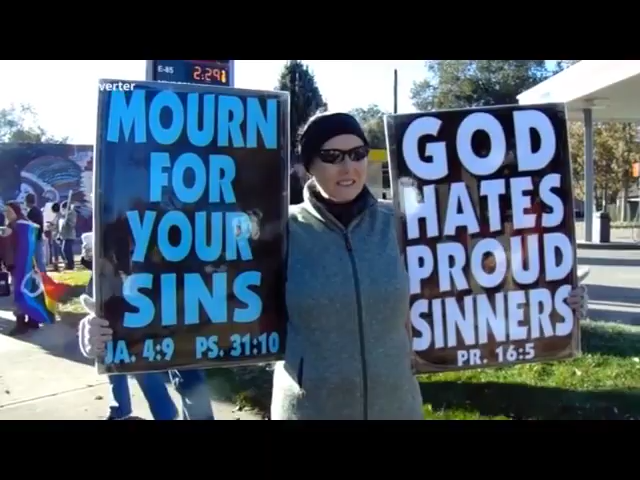 verter
E-85 2.29
MOURN
FOR
YOUR
SINS
JA. 4:9 PS. 31:10
GOD
HATES
PROUD
SINNERS
PR. 16:5